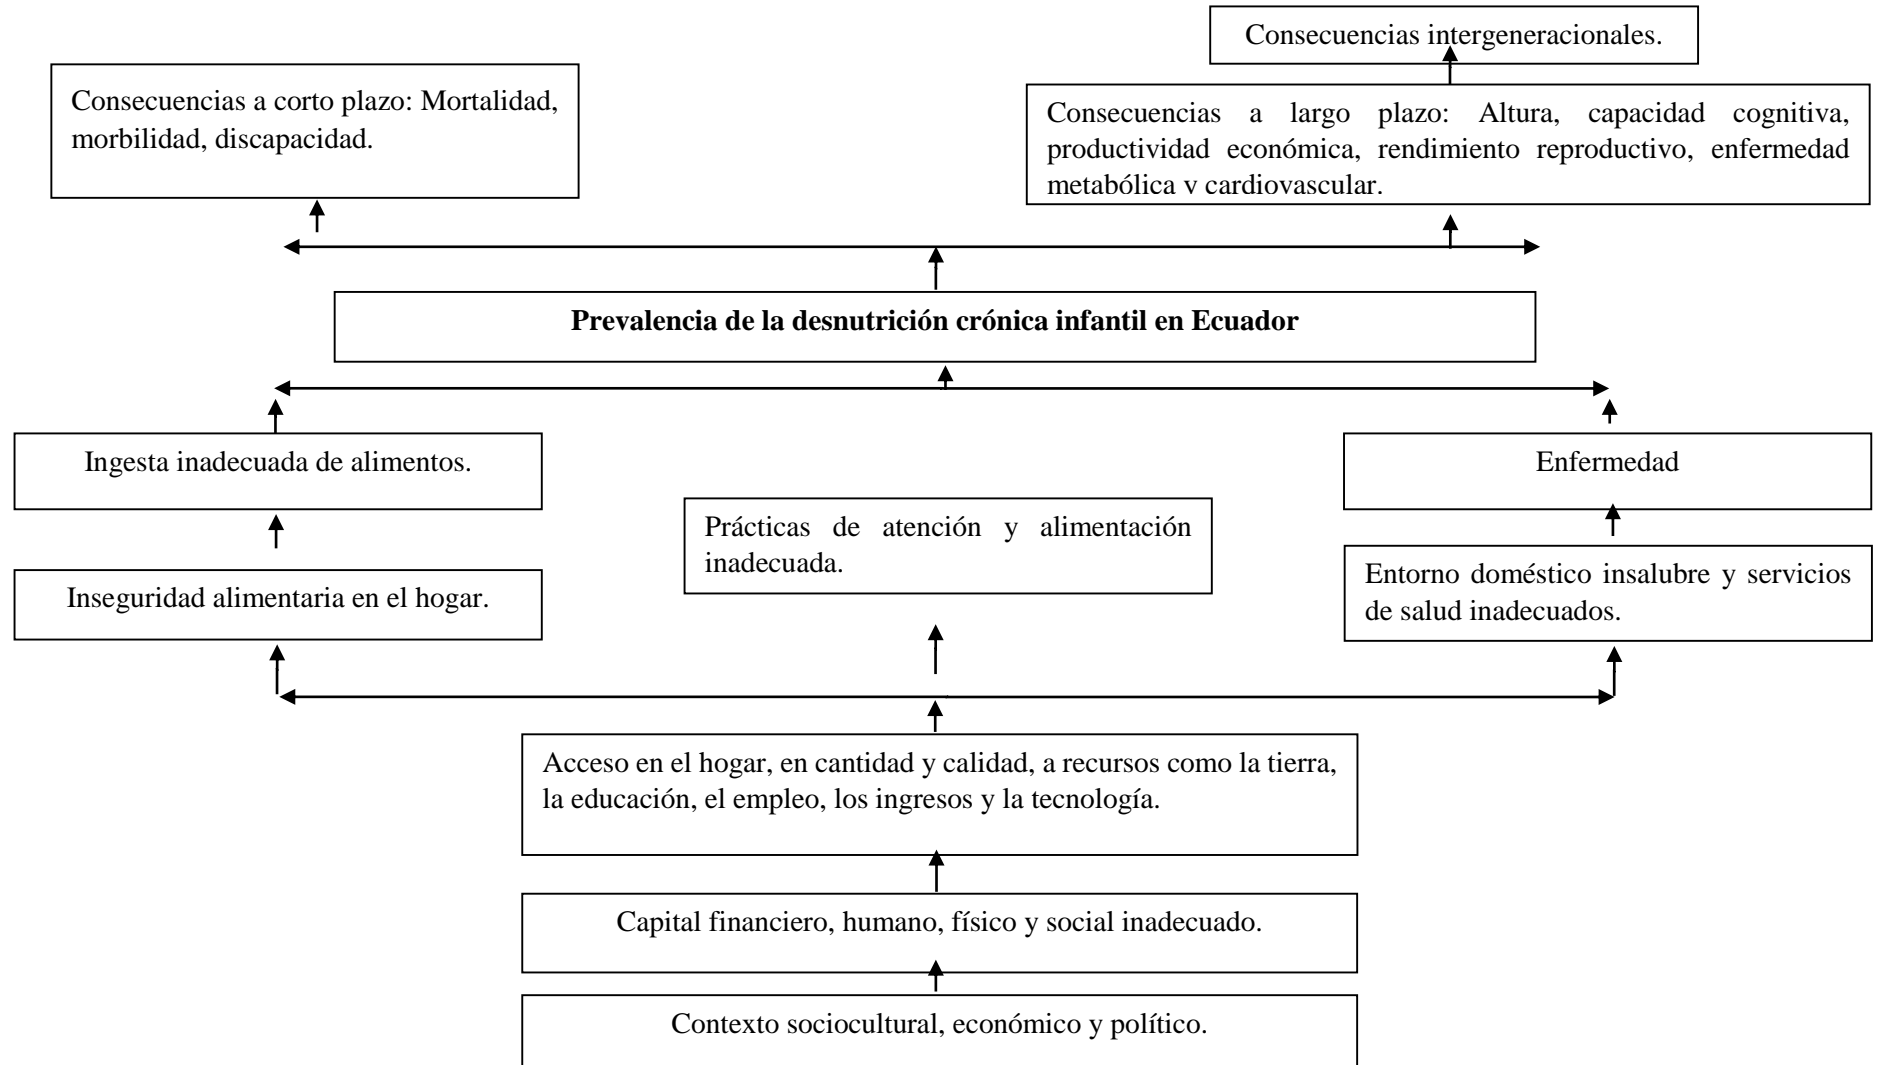 Consecuencias intergeneracionales.
Consecuencias a corto plazo: Mortalidad,
morbilidad, discapacidad.
Consecuencias a largo plazo: Altura, capacidad cognitiva,
productividad económica, rendimiento reproductivo, enfermedad
metabólica y cardiovascular.
Prevalencia de la desnutrición crónica infantil en Ecuador
Ingesta inadecuada de alimentos.
Enfermedad
Prácticas de atención y alimentación
inadecuada.
Inseguridad alimentaria en el hogar.
Entorno doméstico insalubre y servicios
de salud inadecuados.
Acceso en el hogar, en cantidad y calidad, a recursos como la tierra,
la educación, el empleo, los ingresos y la tecnología.
Capital financiero, humano, físico y social inadecuado.
Contexto sociocultural, económico y político.